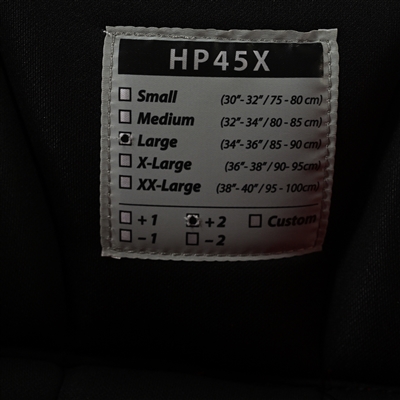 HP45X
Small (30"- 32"/ 75 - 80 cm)
Medium (32"- 34"/ 80 - 85 cm)
Large (34"- 36"/ 85 - 90 cm)
X-Large (36"- 38"/ 90- 95cm)
XX-Large (38"- 40"/ 95 - 100cm)
+ 1 + 2 Custom
– 1 – 2